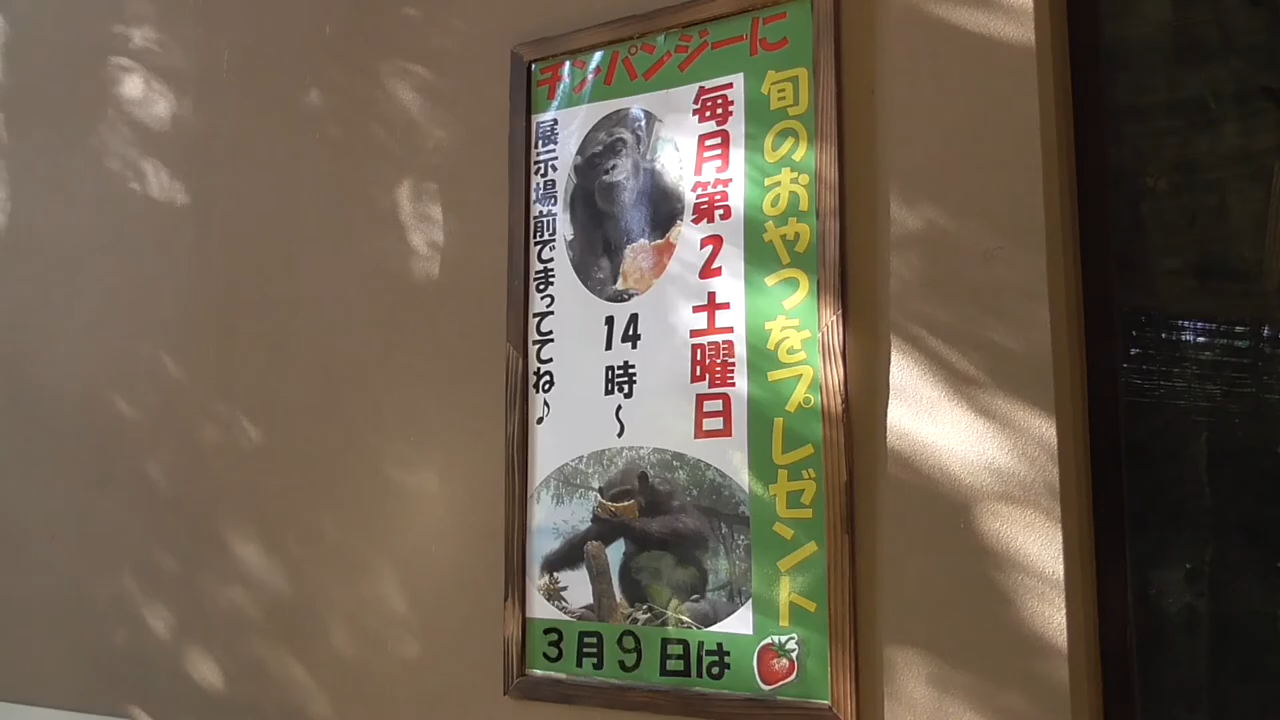 チンパンジーに
旬のおやつをプレゼント
毎月第2土曜日
14時～
展示場前でまっててね♪
3月9日は